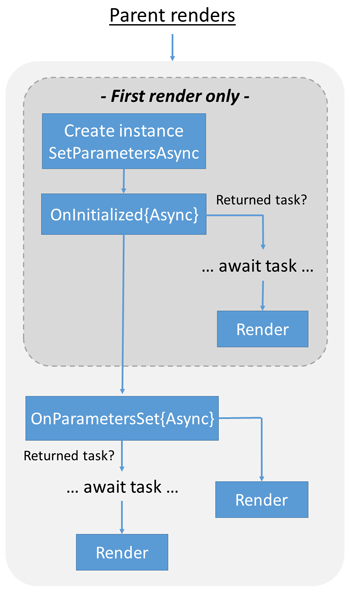 Parent renders
- First render only -
Create instance
SetParametersAsync
OnInitialized{Async}
Returned task?
... await task ...
Render
OnParametersSet{Async}
Returned task?
... await task ...
Render
Render